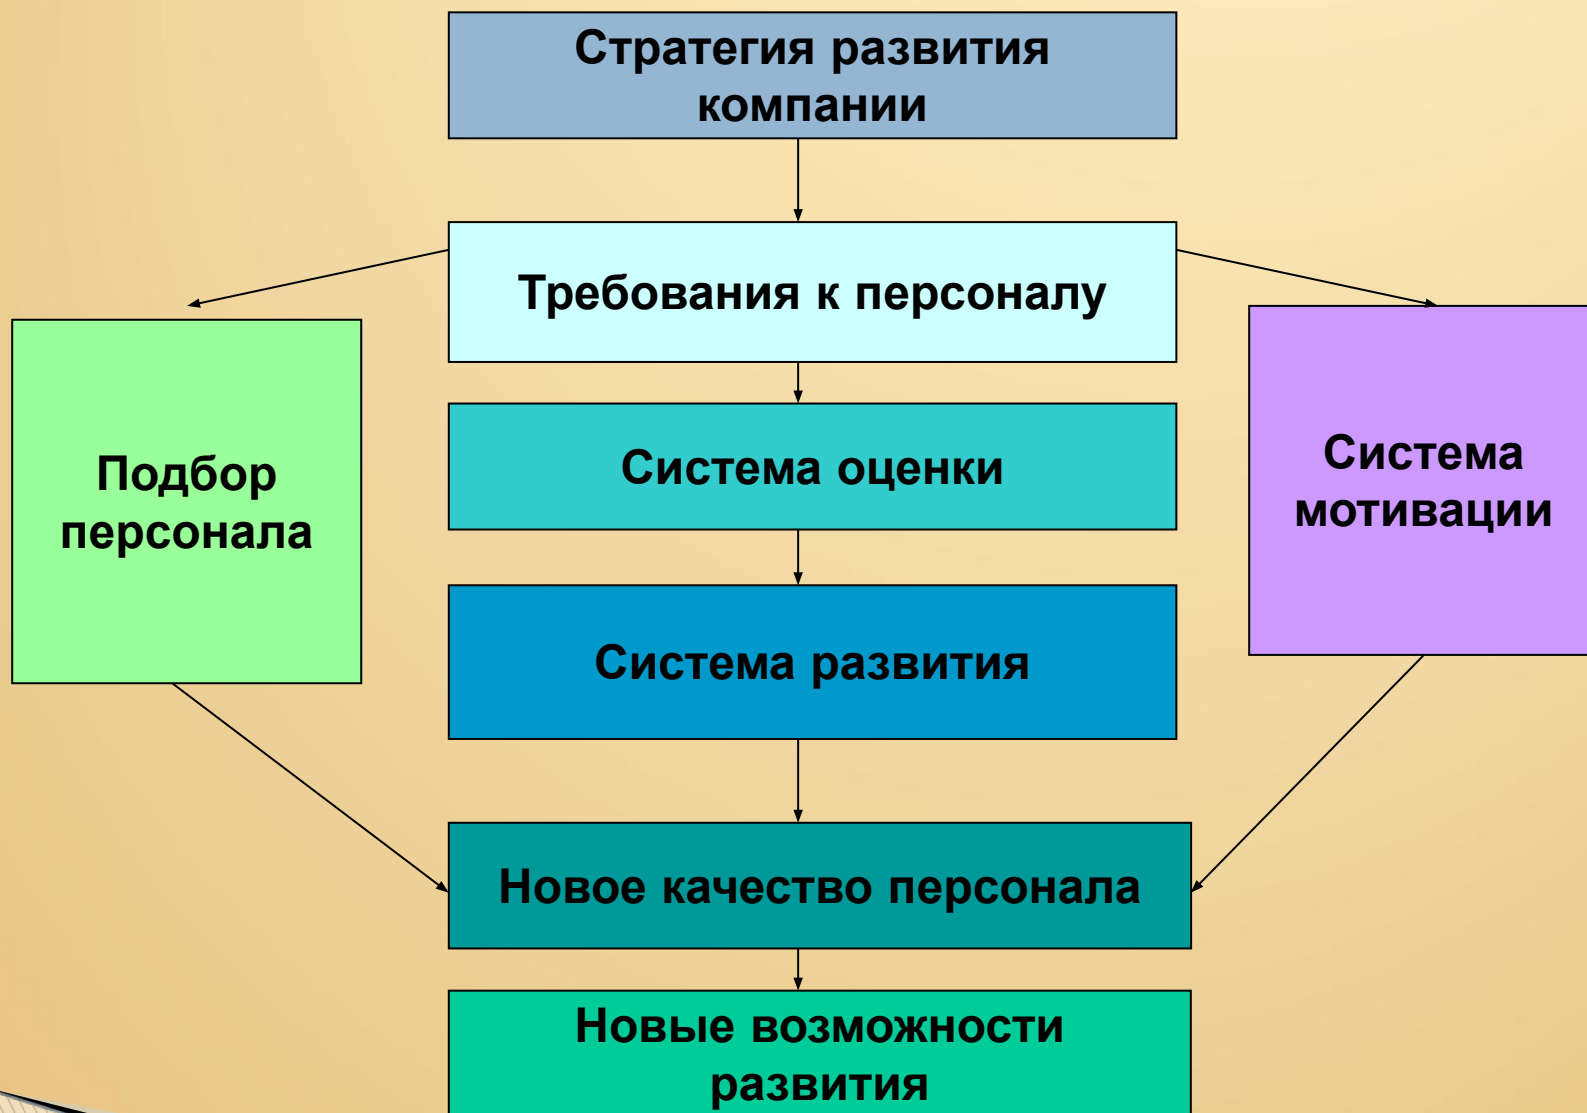 Стратегия развития
компании
Требования к персоналу
Подбор
персонала
Система оценки
Система
мотивации
Система развития
Новое качество персонала
Новые возможности
развития